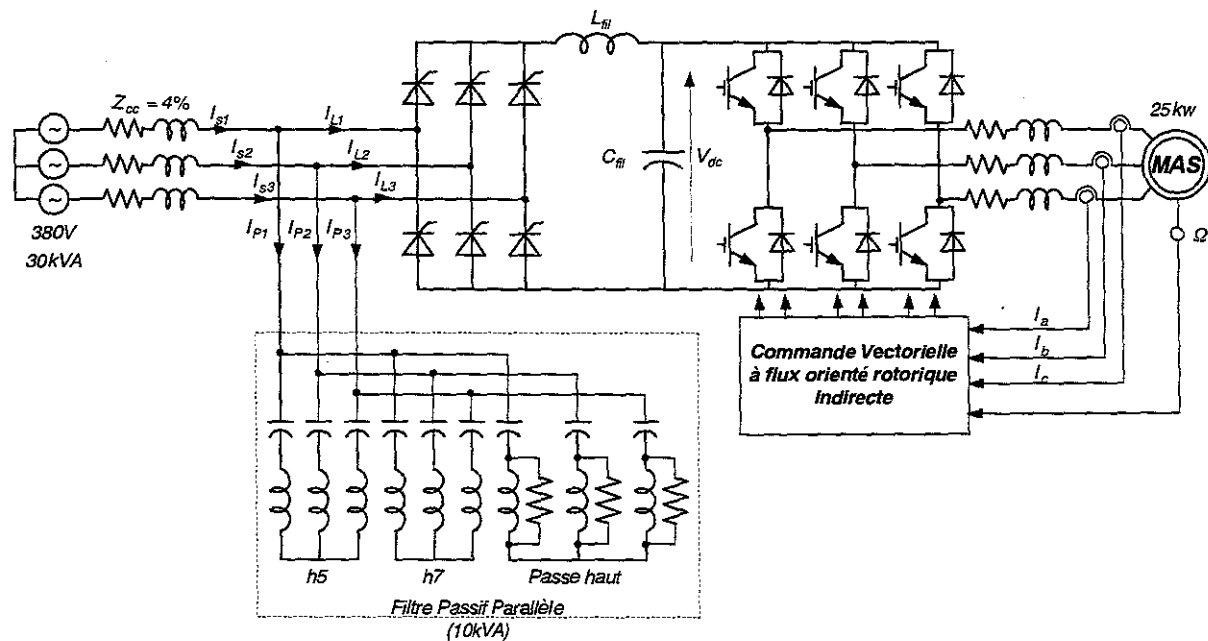 L_fil
Z_cc = 4%
I_s1
I_L1
I_s2
I_L2
I_s3
I_L3
380V
30kVA
I_P1
I_P2
I_P3
C_fil
V_dc
25kw
MAS
Ω
Commande Vectorielle
à flux orienté rotorique
indirecte
I_a
I_b
I_c
h5
h7
Passe haut
Filtre Passif Parallèle
(10kVA)